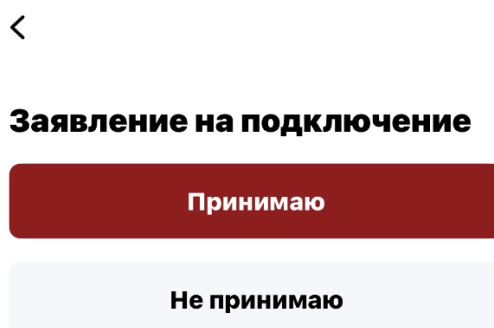 Заявление на подключение
Принимаю
Не принимаю